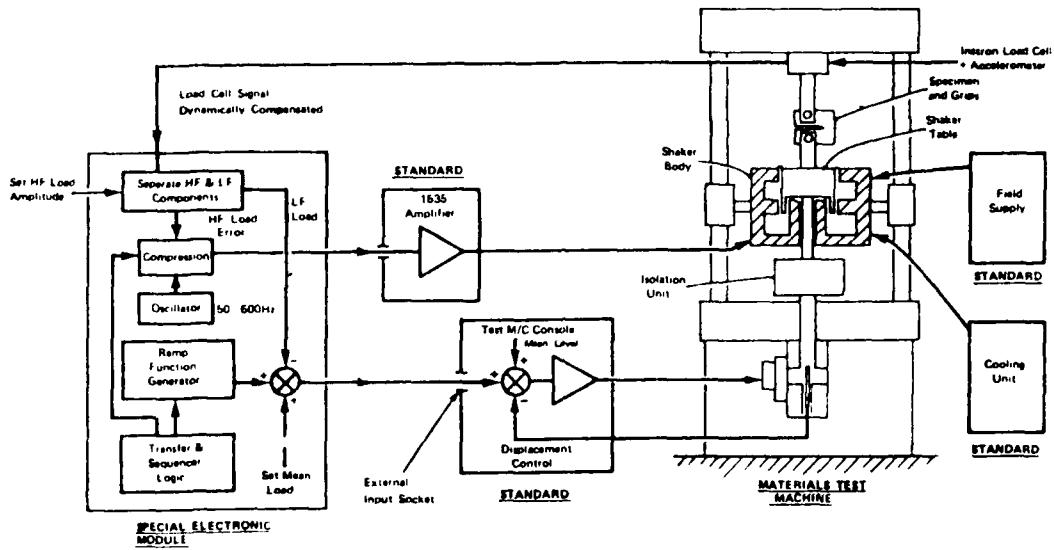 Instron Load Cell
+ Accelerometer
Load Cell Signal
Dynamically Compensated
Specimen
and Grips
Shaker
Table
Shaker
Body
Set HF Load
Amplitude
Seperate HF & LF
Components
HF Load
Error
LF
Load
Compression
Oscillator
50 600Hz
Ramp
Function
Generator
Transfer &
Sequencer
Logic
+
-
+
Set Mean
Load
SPECIAL ELECTRONIC
MODULE
STANDARD
1535
Amplifier
Test M/C Console
Mean Level
+
+
-
Displacement
Control
External
Input Socket
STANDARD
Isolation
Unit
MATERIALS TEST
MACHINE
Field
Supply
STANDARD
Cooling
Unit
STANDARD